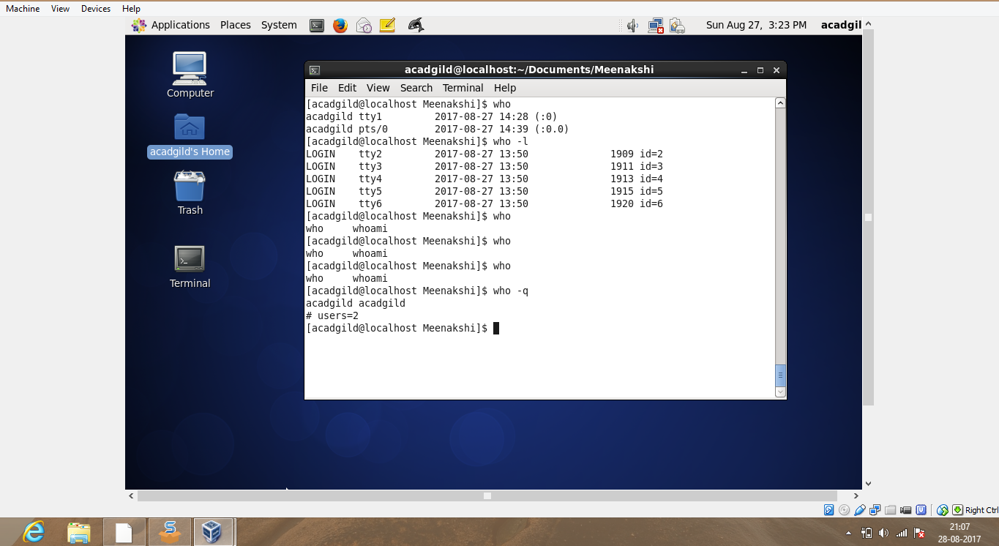 Machine View Devices Help
Applications Places System Sun Aug 27, 3:23 PM acadgil
Computer
acadgild's Home
Trash
Terminal
acadgild@localhost:~/Documents/Meenakshi
File Edit View Search Terminal Help
[acadgild@localhost Meenakshi]$ who
acadgild tty1         2017-08-27 14:28 (:0)
acadgild pts/0        2017-08-27 14:39 (:0.0)
[acadgild@localhost Meenakshi]$ who -l
LOGIN    tty2         2017-08-27 13:50              1909 id=2
LOGIN    tty3         2017-08-27 13:50              1911 id=3
LOGIN    tty4         2017-08-27 13:50              1913 id=4
LOGIN    tty5         2017-08-27 13:50              1915 id=5
LOGIN    tty6         2017-08-27 13:50              1920 id=6
[acadgild@localhost Meenakshi]$ who
who     whoami
[acadgild@localhost Meenakshi]$ who
who     whoami
[acadgild@localhost Meenakshi]$ who
who     whoami
[acadgild@localhost Meenakshi]$ who -q
acadgild acadgild
# users=2
[acadgild@localhost Meenakshi]$
Right Ctrl
21:07
28-08-2017